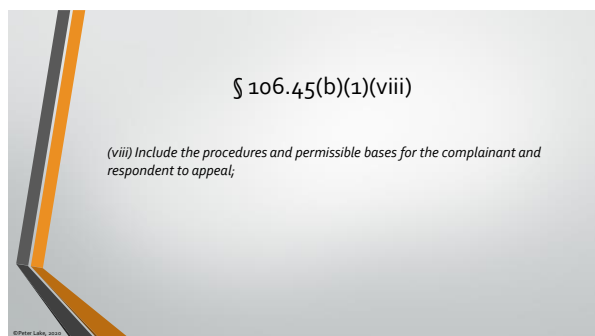 § 106.45(b)(1)(viii)
(viii) Include the procedures and permissible bases for the complainant and
respondent to appeal;
©Peter Lake, 2020